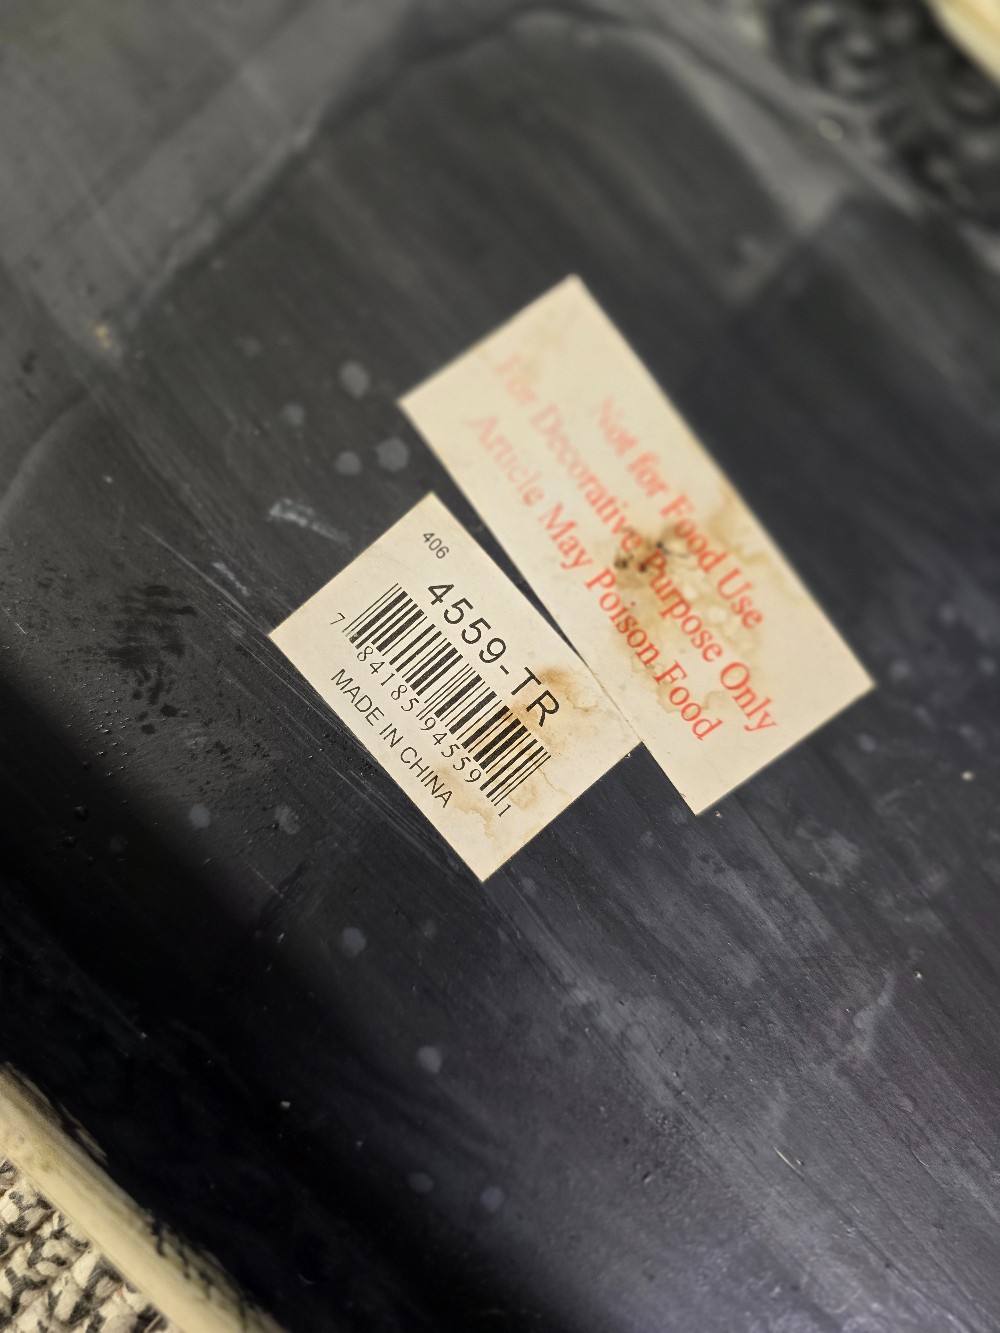 Not for Food Use
For Decorative Purpose Only
Article May Poison Food
406
4559-TR
7 84185 94559 1
MADE IN CHINA